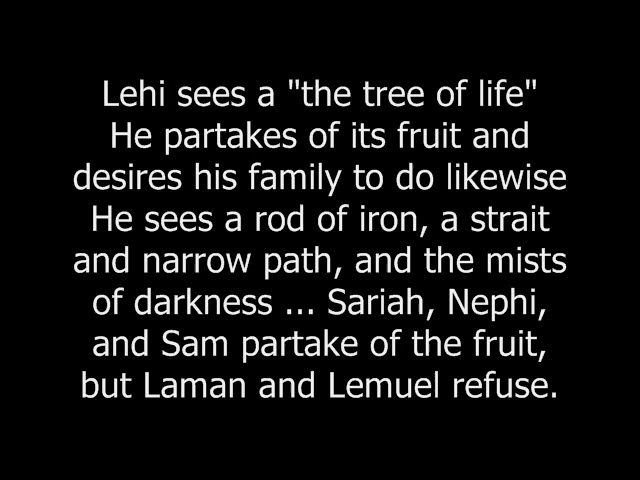 Lehi sees a "the tree of life"
He partakes of its fruit and
desires his family to do likewise
He sees a rod of iron, a strait
and narrow path, and the mists
of darkness ... Sariah, Nephi,
and Sam partake of the fruit,
but Laman and Lemuel refuse.